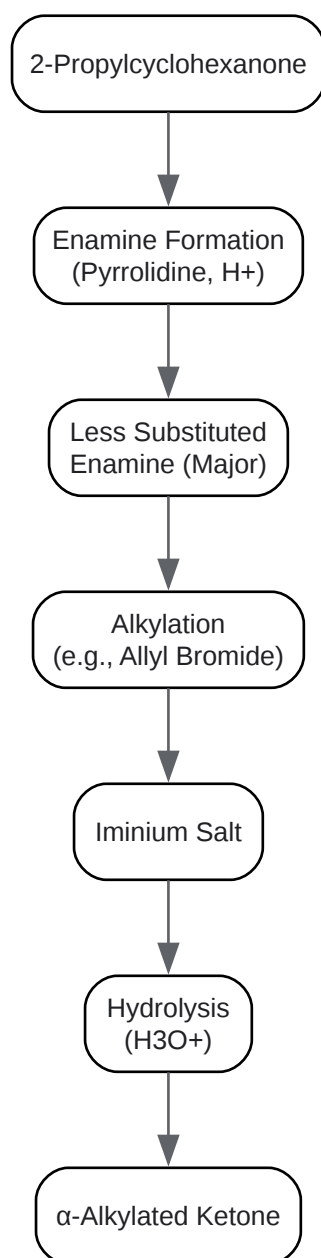 2-Propylcyclohexanone
Enamine Formation
(Pyrrolidine, H+)
Less Substituted
Enamine (Major)
Alkylation
(e.g., Allyl Bromide)
Iminium Salt
Hydrolysis
(H3O+)
α-Alkylated Ketone